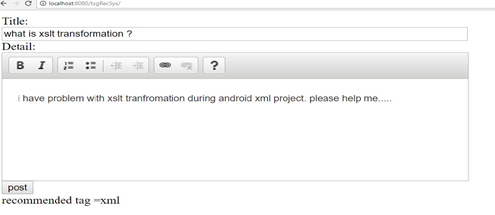 localhost:8080/tagRecSys/
Title:
what is xslt transformation ?
Detail:
B I ?
i have problem with xslt tranfromation during android xml project. please help me.....
post
recommended tag =xml